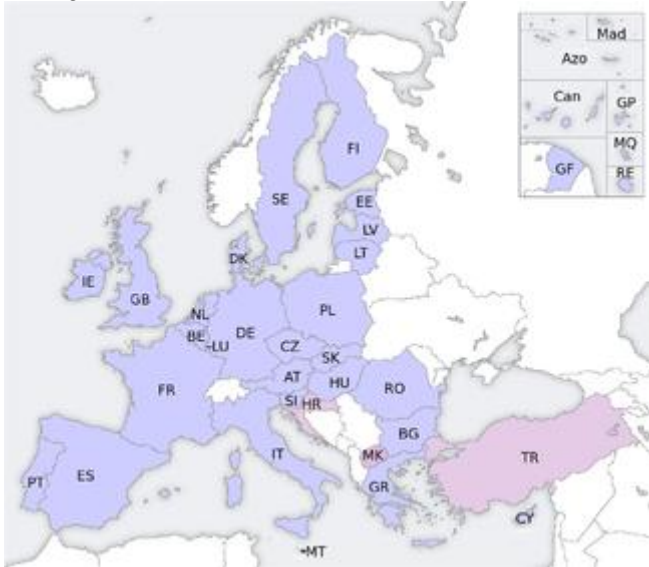 Mad
Azo
Can
GP
MQ
GF
RE
FI
SE
EE
LV
LT
DK
IE
GB
NL
PL
BE
DE
LU
CZ
SK
AT
HU
FR
RO
SI
HR
BG
IT
MK
TR
PT
ES
GR
CY
MT